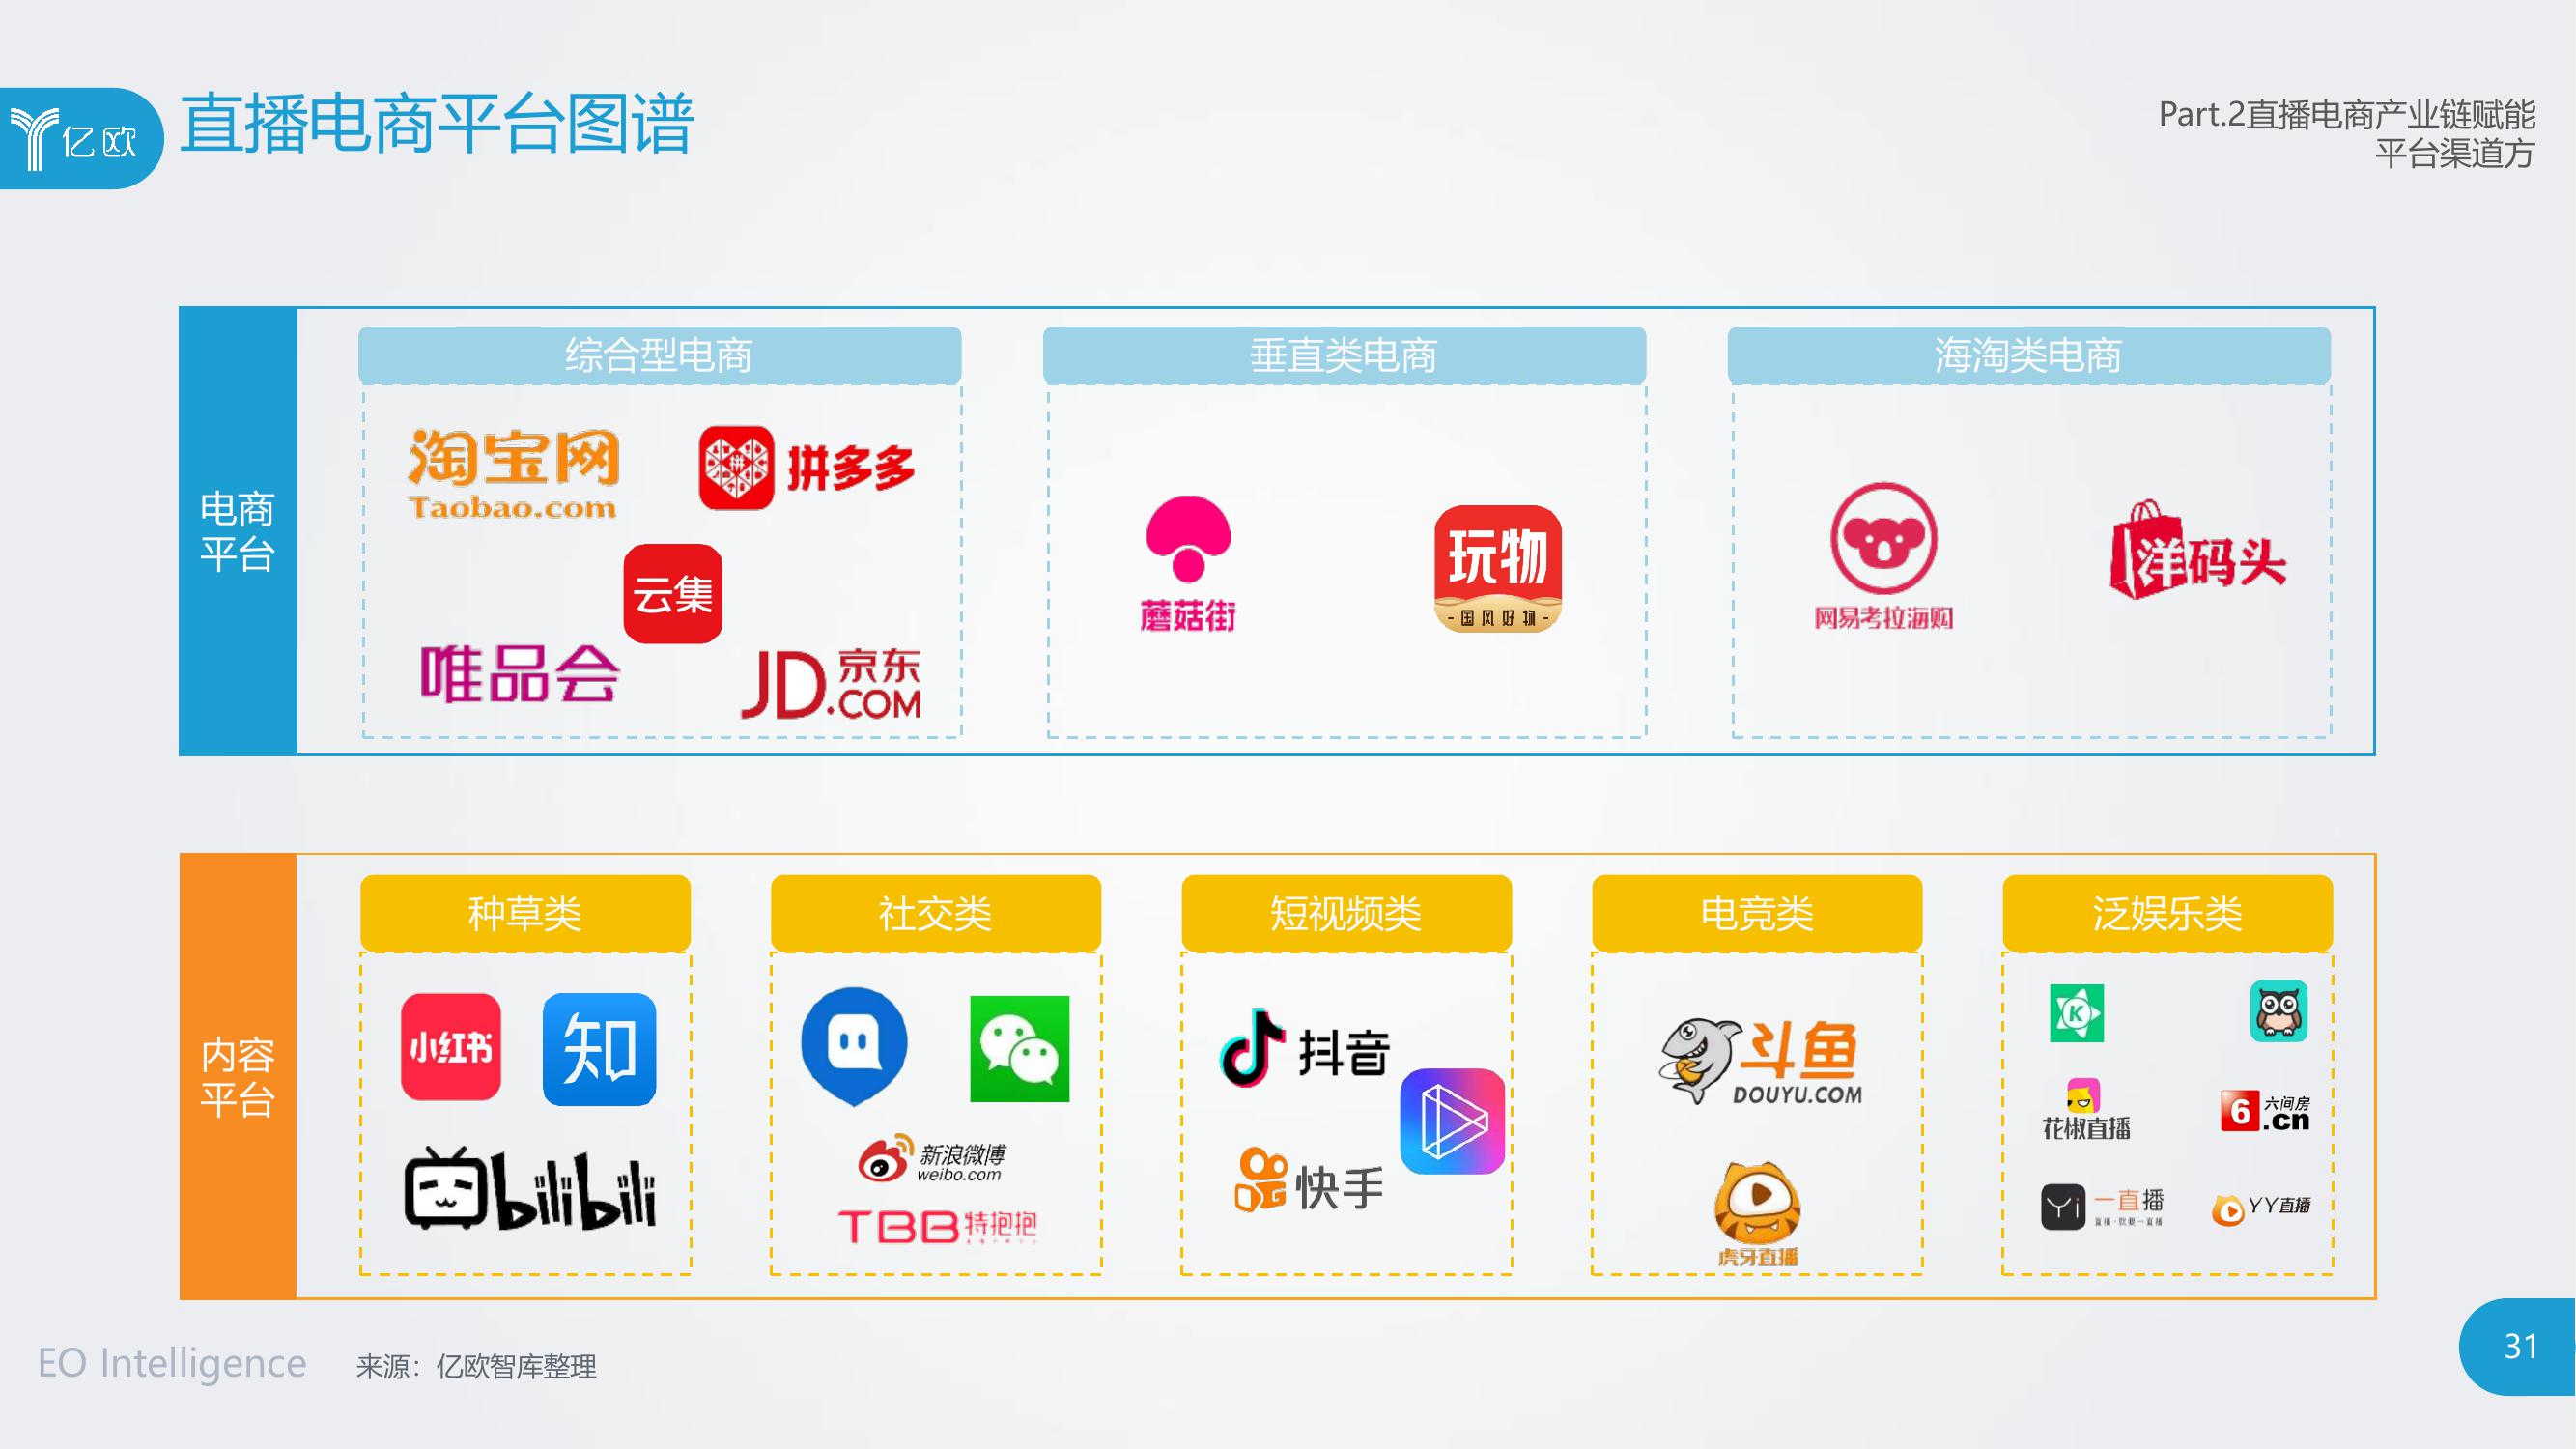 亿欧
直播电商平台图谱
Part.2直播电商产业链赋能
平台渠道方
电商
平台
综合型电商
淘宝网
Taobao.com
拼多多
云集
唯品会
JD.京东
.COM
垂直类电商
蘑菇街
玩物
- 国风好物 -
海淘类电商
网易考拉海购
洋码头
内容
平台
种草类
小红书
知
bilibili
社交类
新浪微博
weibo.com
TBB特抱抱
短视频类
抖音
快手
电竞类
斗鱼
DOUYU.COM
虎牙直播
泛娱乐类
K
花椒直播
6六间房
.cn
Yi
一直播
YY直播
EO Intelligence
来源：亿欧智库整理
31